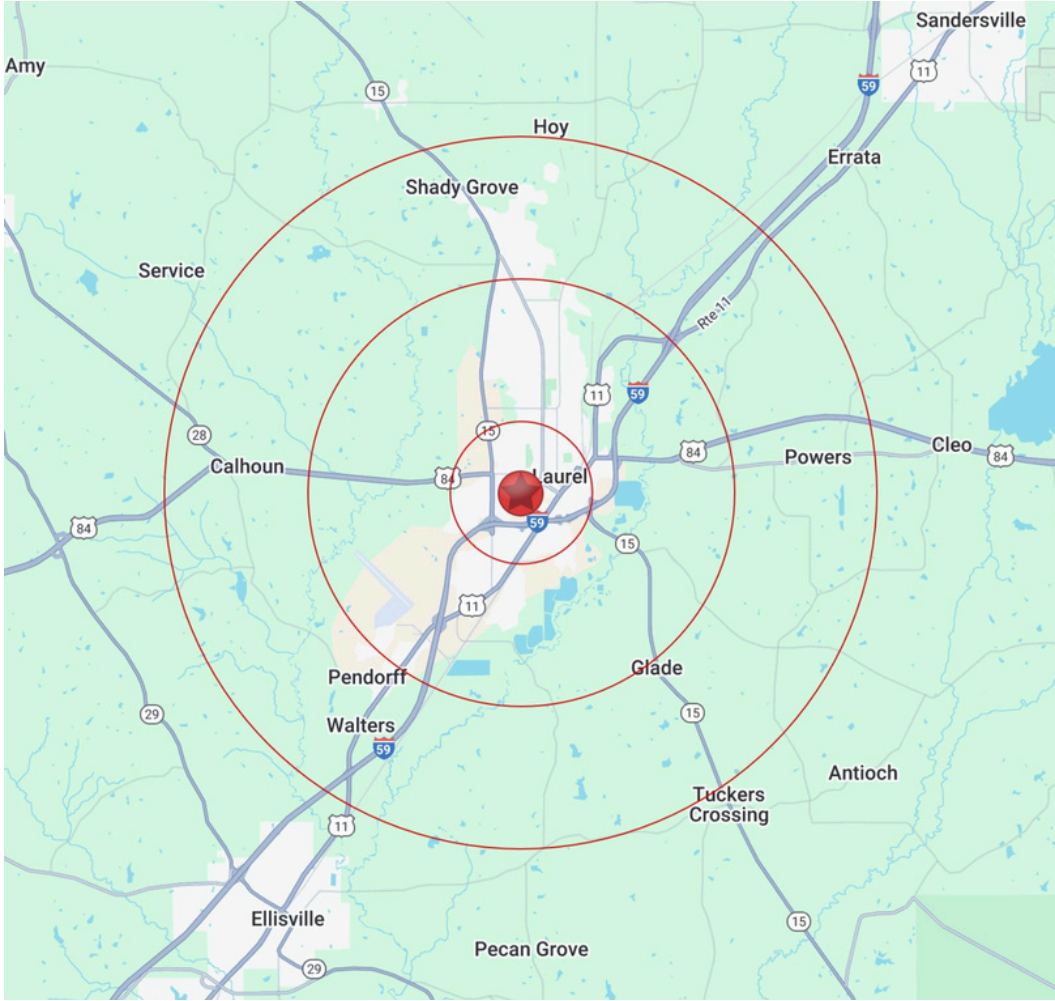 Sandersville
Amy
11
59
15
Hoy
Errata
Shady Grove
Service
Rte 11
11
59
15
28
84
Cleo
84
Powers
Calhoun
84
Laurel
84
59
15
11
Glade
Pendorff
15
29
Walters
59
Antioch
Tuckers
Crossing
11
Ellisville
15
Pecan Grove
29